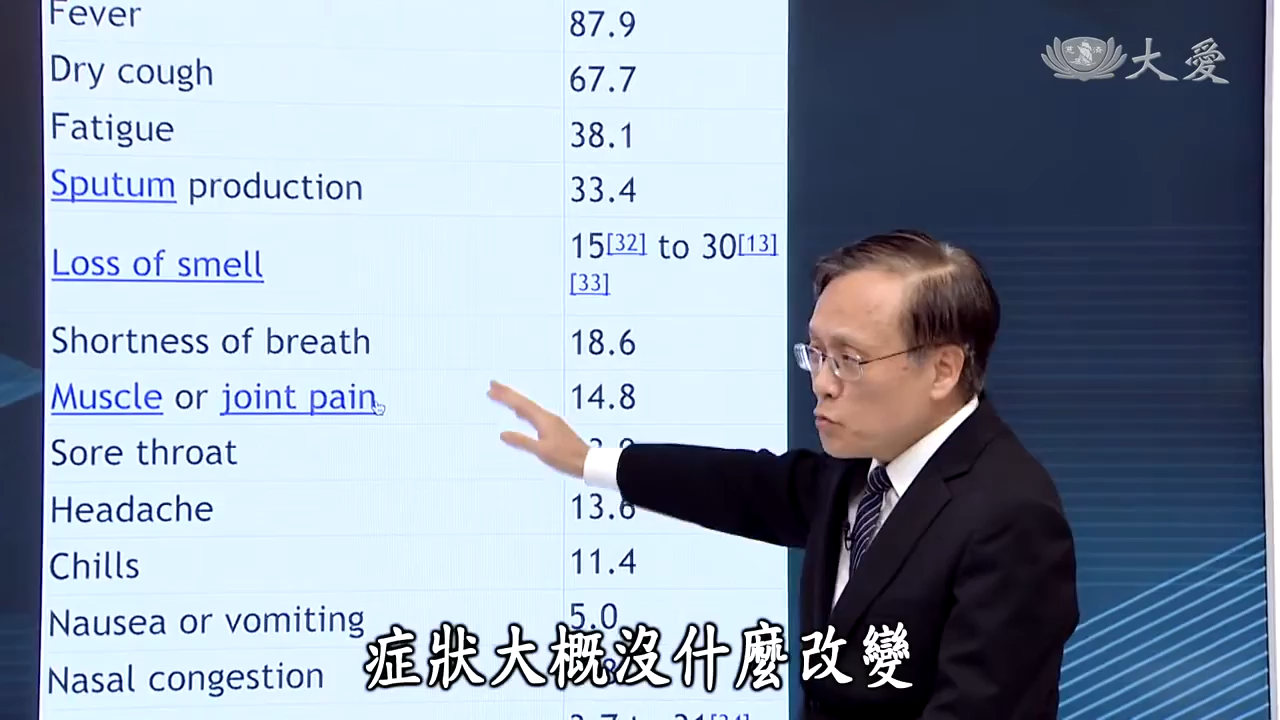 Fever 87.9
大愛
Dry cough 67.7
Fatigue 38.1
Sputum production 33.4
Loss of smell 15[32] to 30[13]
[33]
Shortness of breath 18.6
Muscle or joint pain 14.8
Sore throat
Headache 13.6
Chills 11.4
Nausea or vomiting 5.0
Nasal congestion
症狀大概沒什麼改變